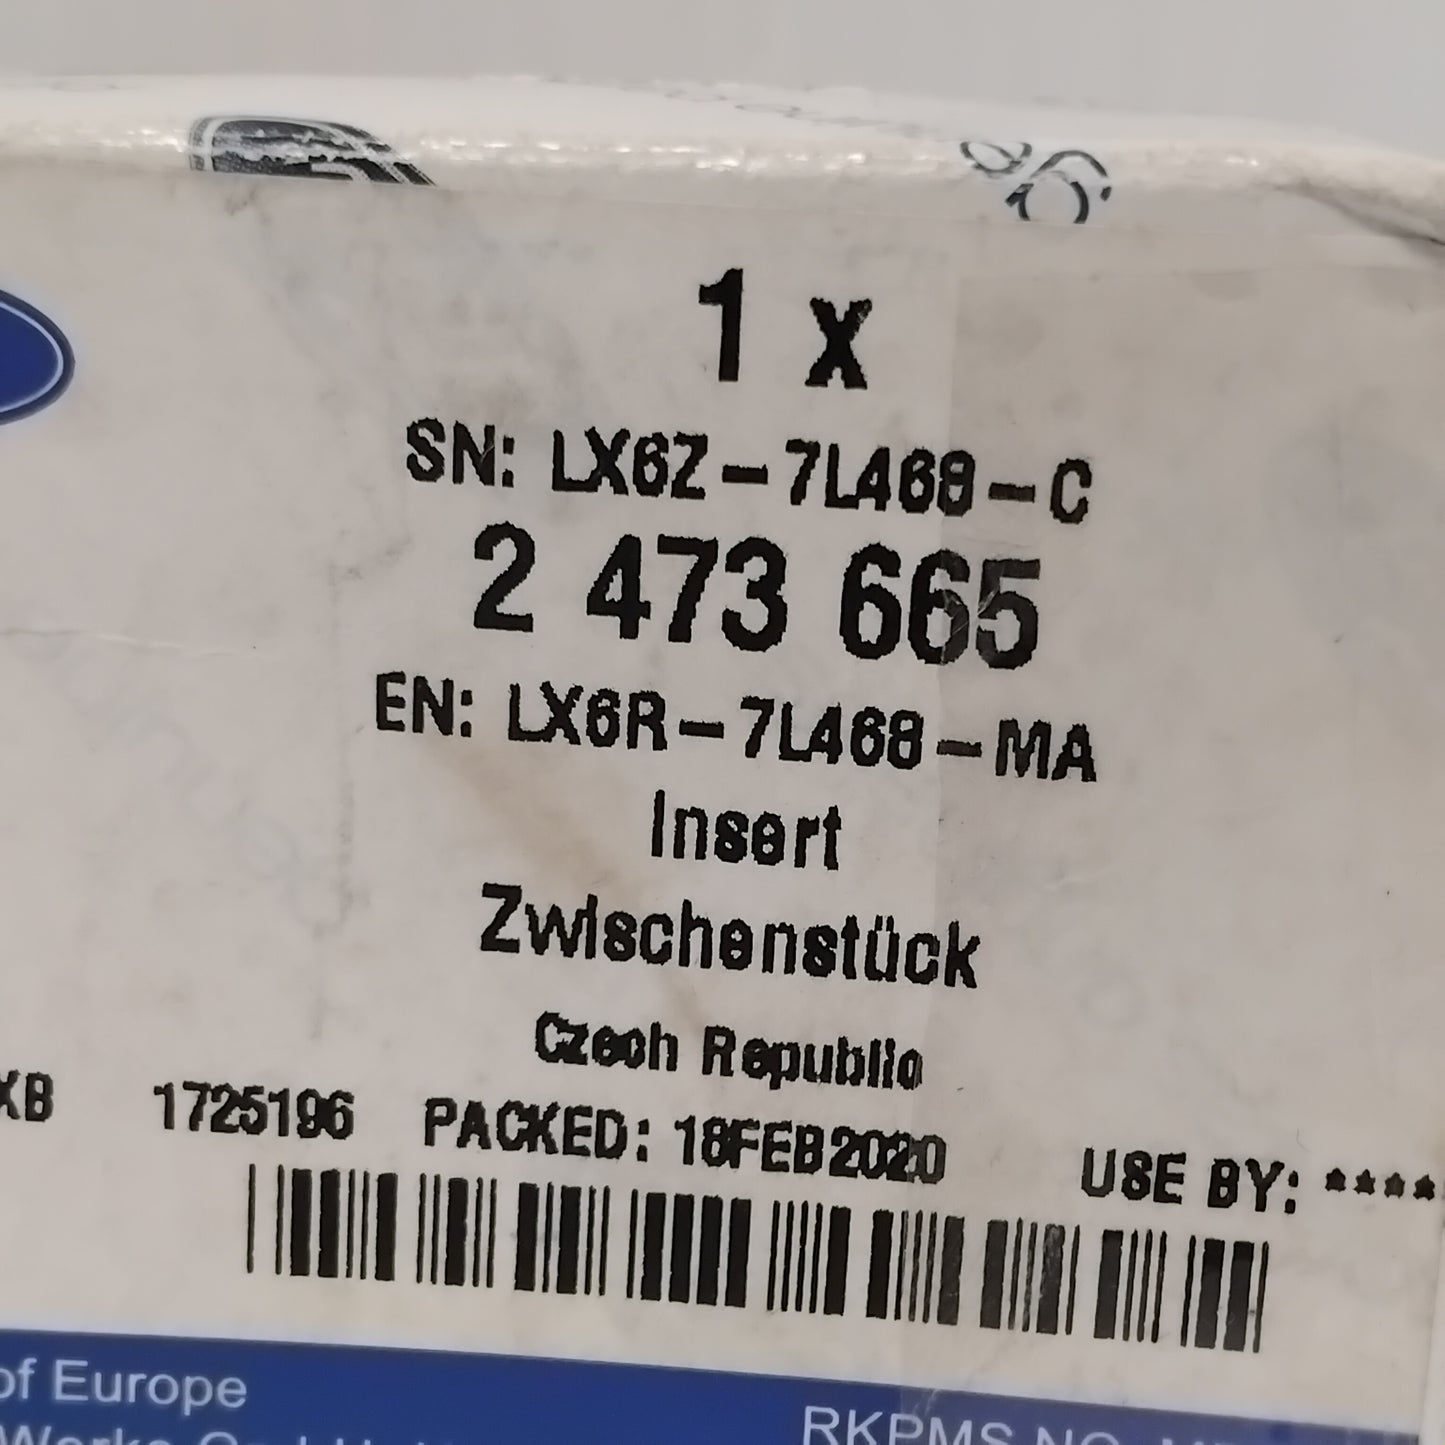 1 x
SN: LX6Z-7L468-C
2 473 665
EN: LX6R-7L468-MA
Insert
Zwischenstück
Czech Republic
XB 1725196 PACKED: 18FEB2020 USE BY: ****
of Europe
RKPMS NO